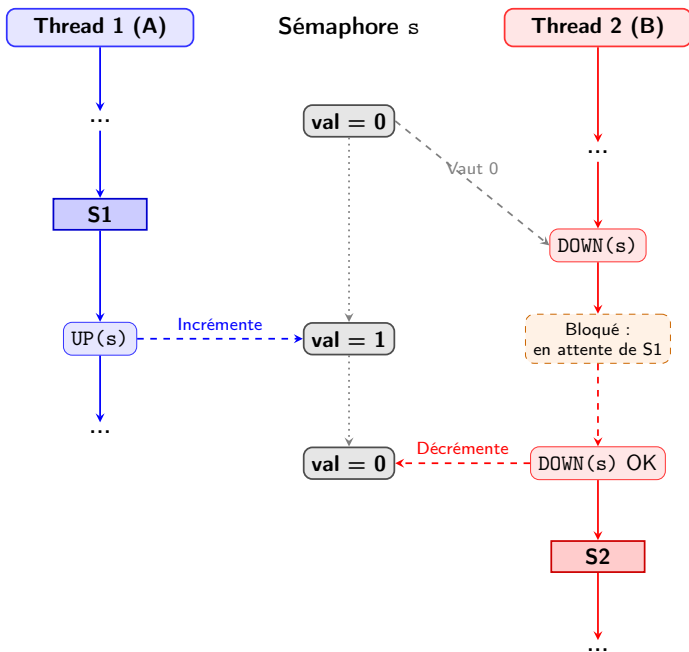 Thread 1 (A)
Sémaphore s
Thread 2 (B)
...
val = 0
...
Vaut 0
S1
DOWN(s)
UP(s)
Incrémente
val = 1
Bloqué :
en attente de S1
...
val = 0
Décrémente
DOWN(s) OK
S2
...